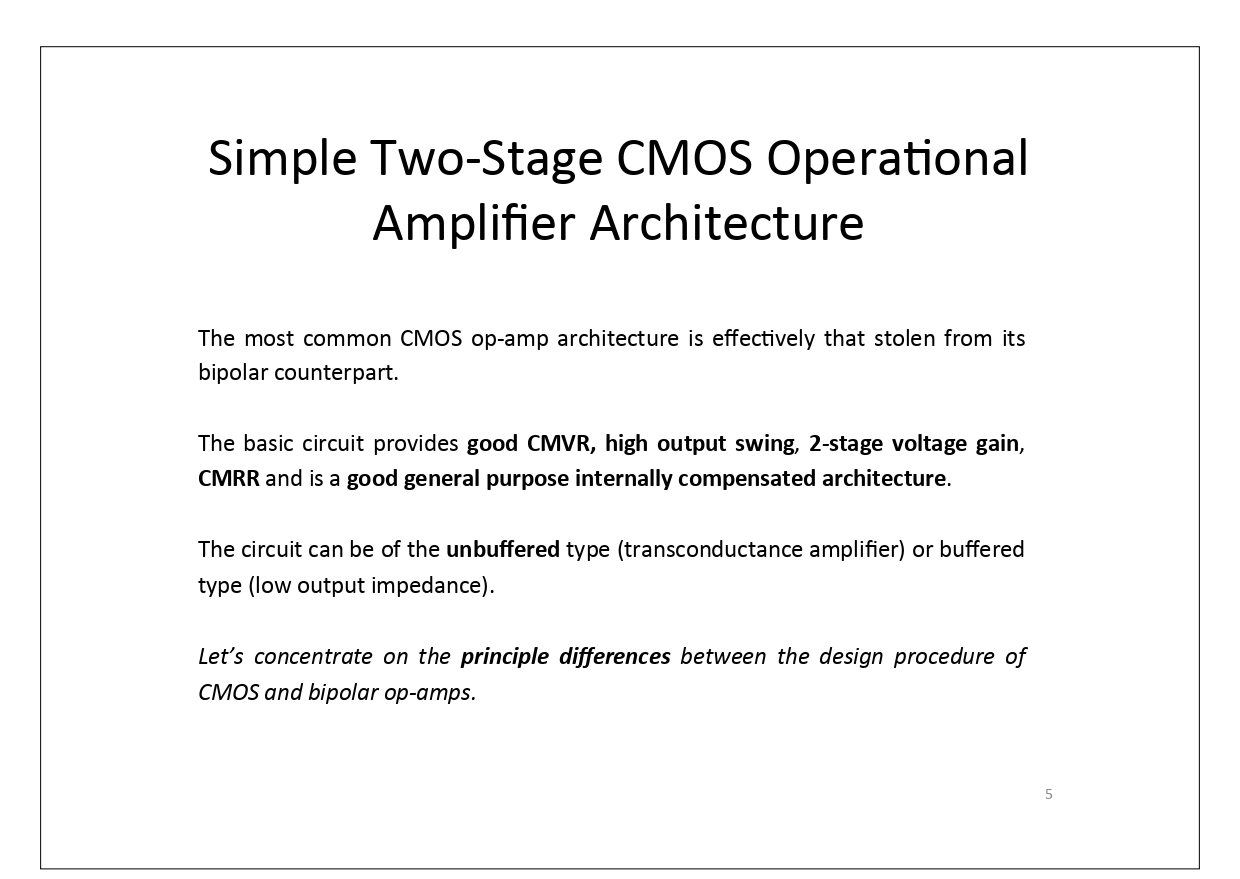 Simple Two-Stage CMOS Operational
Amplifier Architecture
The most common CMOS op-amp architecture is effectively that stolen from its
bipolar counterpart.
The basic circuit provides good CMVR, high output swing, 2-stage voltage gain,
CMRR and is a good general purpose internally compensated architecture.
The circuit can be of the unbuffered type (transconductance amplifier) or buffered
type (low output impedance).
Let’s concentrate on the principle differences between the design procedure of
CMOS and bipolar op-amps.
5